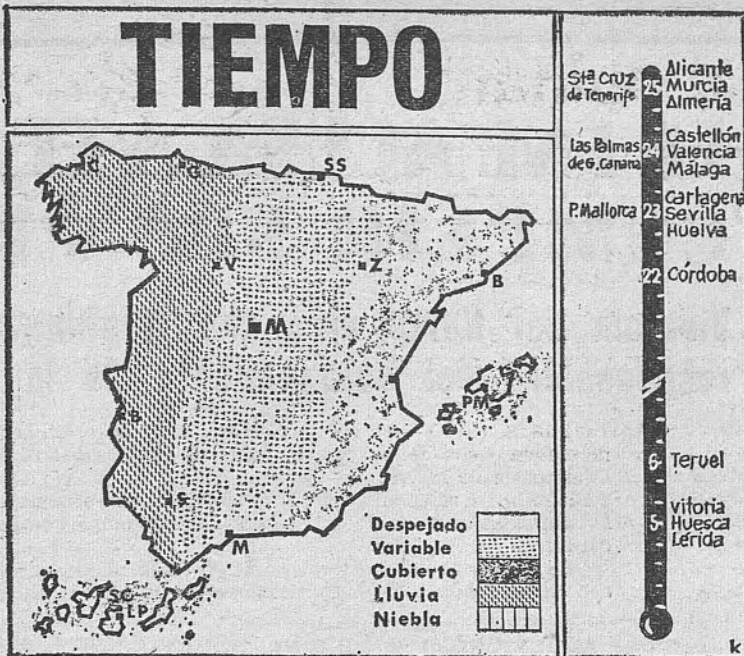 TIEMPO
C
G
SS
V
Z
B
M
PM
B
S
M
SC
LP
Despejado
Variable
Cubierto
Lluvia
Niebla
Sta Cruz
de Tenerife
25
Alicante
Murcia
Almería
Las Palmas
de G. Canaria
24
Castellón
Valencia
Málaga
P. Mallorca
23
Cartagena
Sevilla
Huelva
22
Córdoba
6
Teruel
5
Vitoria
Huesca
Lérida
k